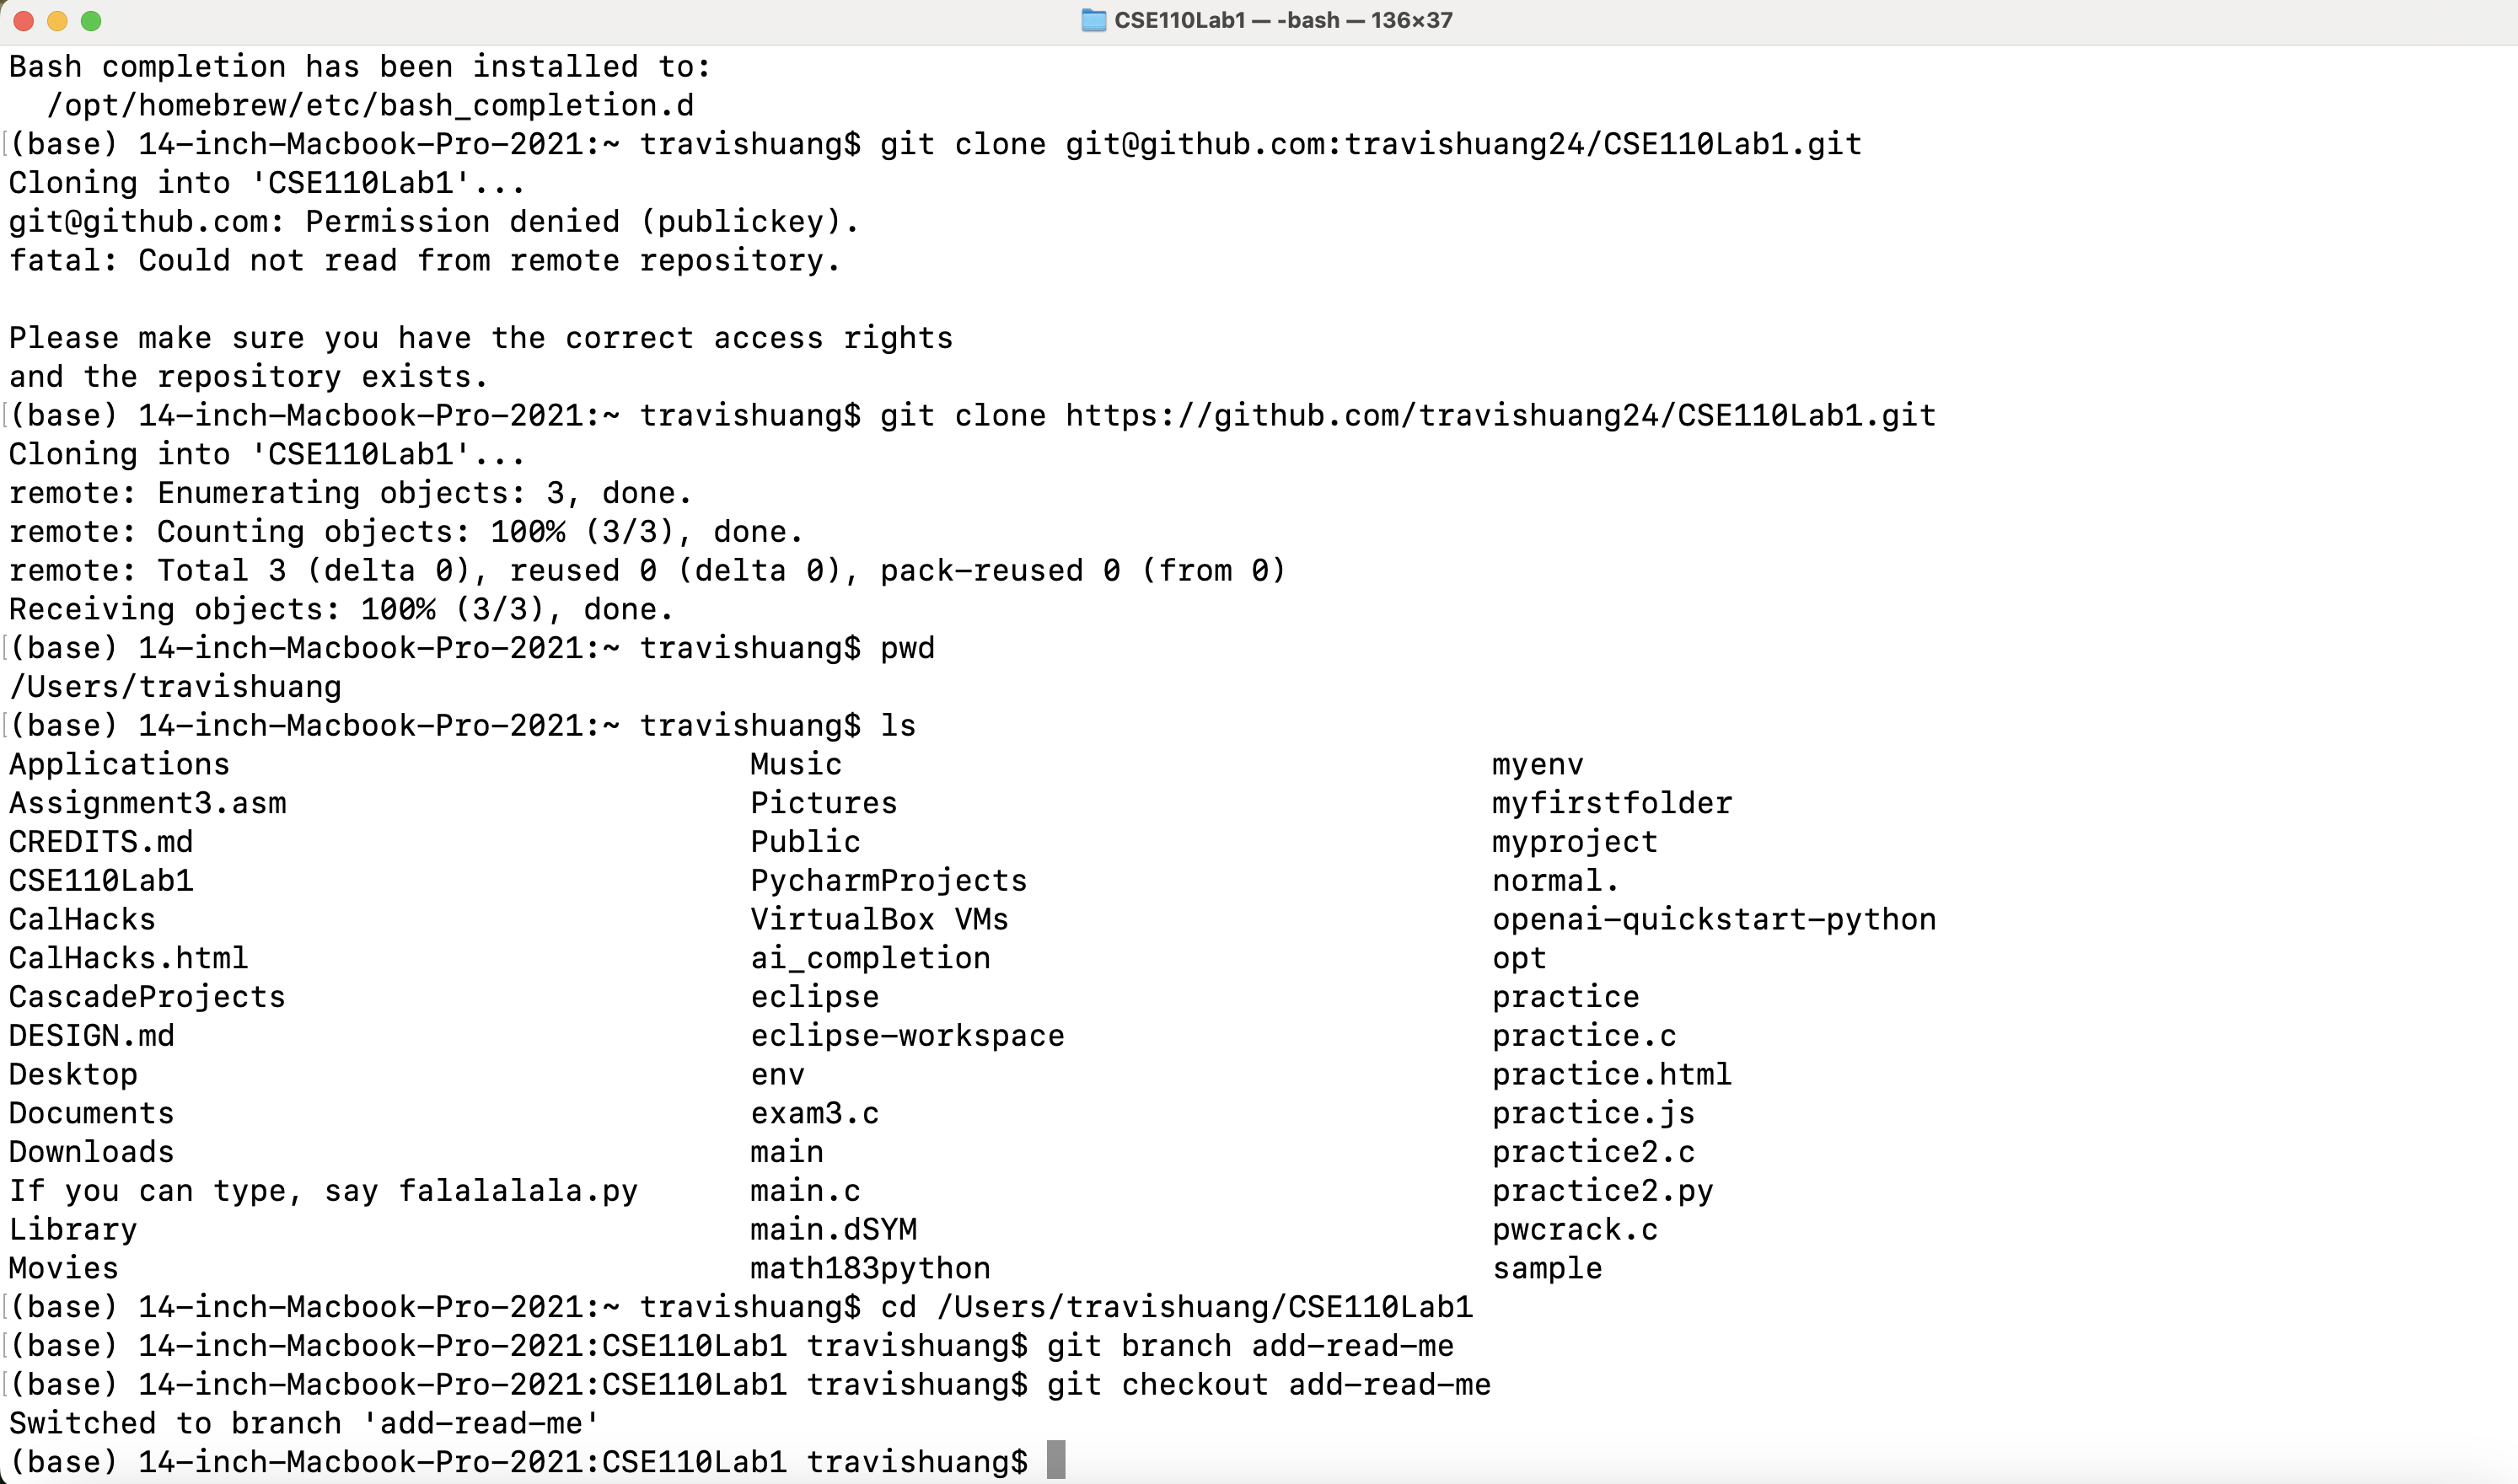 CSE110Lab1 — -bash — 136×37
Bash completion has been installed to:
  /opt/homebrew/etc/bash_completion.d
(base) 14-inch-Macbook-Pro-2021:~ travishuang$ git clone git@github.com:travishuang24/CSE110Lab1.git
Cloning into 'CSE110Lab1'...
git@github.com: Permission denied (publickey).
fatal: Could not read from remote repository.

Please make sure you have the correct access rights
and the repository exists.
(base) 14-inch-Macbook-Pro-2021:~ travishuang$ git clone https://github.com/travishuang24/CSE110Lab1.git
Cloning into 'CSE110Lab1'...
remote: Enumerating objects: 3, done.
remote: Counting objects: 100% (3/3), done.
remote: Total 3 (delta 0), reused 0 (delta 0), pack-reused 0 (from 0)
Receiving objects: 100% (3/3), done.
(base) 14-inch-Macbook-Pro-2021:~ travishuang$ pwd
/Users/travishuang
(base) 14-inch-Macbook-Pro-2021:~ travishuang$ ls
Applications Music myenv
Assignment3.asm Pictures myfirstfolder
CREDITS.md Public myproject
CSE110Lab1 PycharmProjects normal.
CalHacks VirtualBox VMs openai-quickstart-python
CalHacks.html ai_completion opt
CascadeProjects eclipse practice
DESIGN.md eclipse-workspace practice.c
Desktop env practice.html
Documents exam3.c practice.js
Downloads main practice2.c
If you can type, say falalalala.py main.c practice2.py
Library main.dSYM pwcrack.c
Movies math183python sample
(base) 14-inch-Macbook-Pro-2021:~ travishuang$ cd /Users/travishuang/CSE110Lab1
(base) 14-inch-Macbook-Pro-2021:CSE110Lab1 travishuang$ git branch add-read-me
(base) 14-inch-Macbook-Pro-2021:CSE110Lab1 travishuang$ git checkout add-read-me
Switched to branch 'add-read-me'
(base) 14-inch-Macbook-Pro-2021:CSE110Lab1 travishuang$